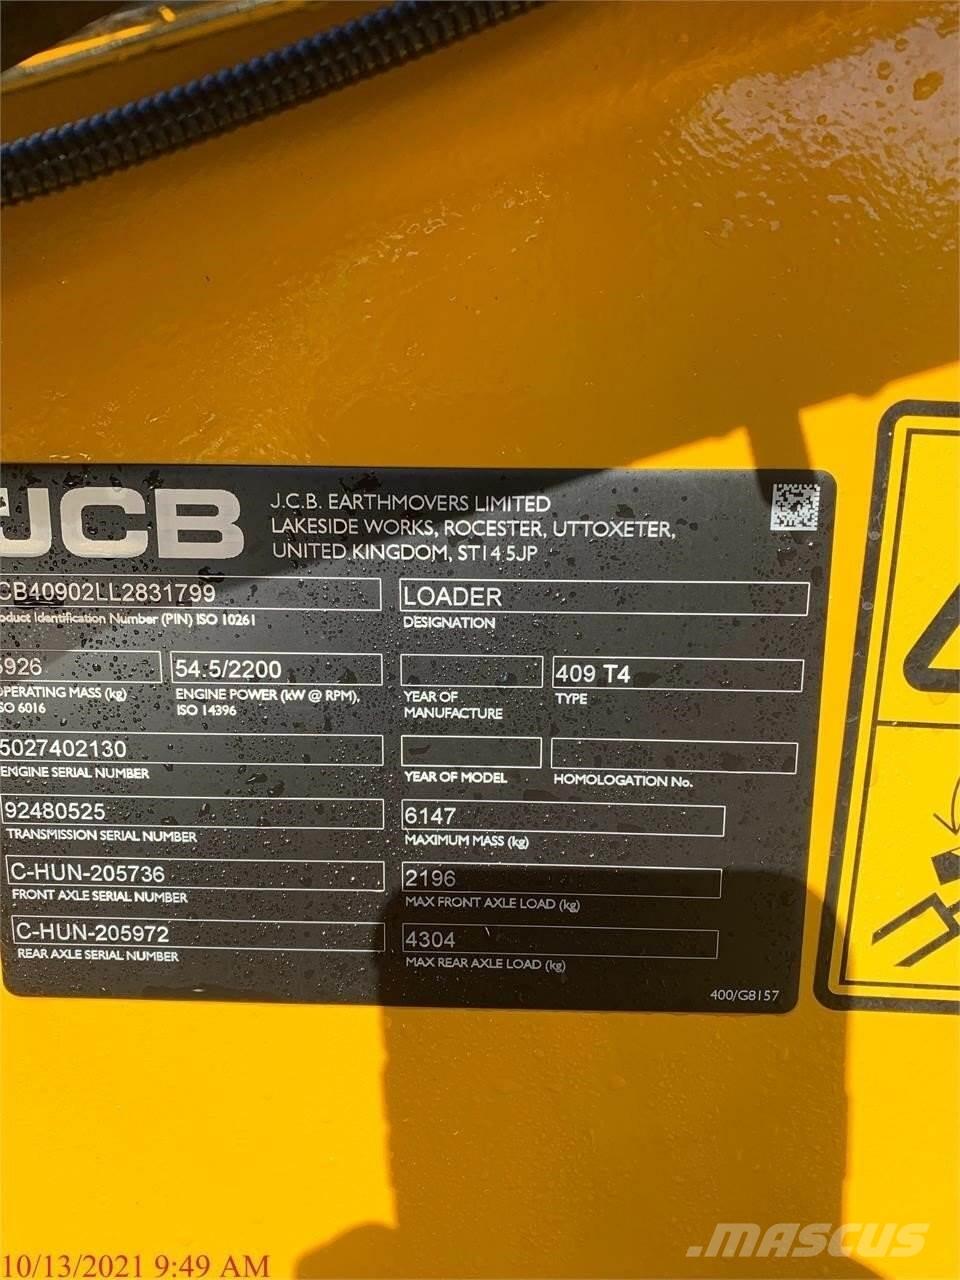 JCB
J.C.B. EARTHMOVERS LIMITED
LAKESIDE WORKS, ROCESTER, UTTOXETER,
UNITED KINGDOM, ST14 5JP
CB40902LL2831799
oduct Identification Number (PIN) ISO 10261
LOADER
DESIGNATION
5926
OPERATING MASS (kg)
ISO 6016
54.5/2200
ENGINE POWER (kW @ RPM),
ISO 14396
YEAR OF
MANUFACTURE
409 T4
TYPE
5027402130
ENGINE SERIAL NUMBER
YEAR OF MODEL
HOMOLOGATION No.
92480525
TRANSMISSION SERIAL NUMBER
6147
MAXIMUM MASS (kg)
C-HUN-205736
FRONT AXLE SERIAL NUMBER
2196
MAX FRONT AXLE LOAD (kg)
C-HUN-205972
REAR AXLE SERIAL NUMBER
4304
MAX REAR AXLE LOAD (kg)
400/G8157
10/13/2021 9:49 AM
MASCUS